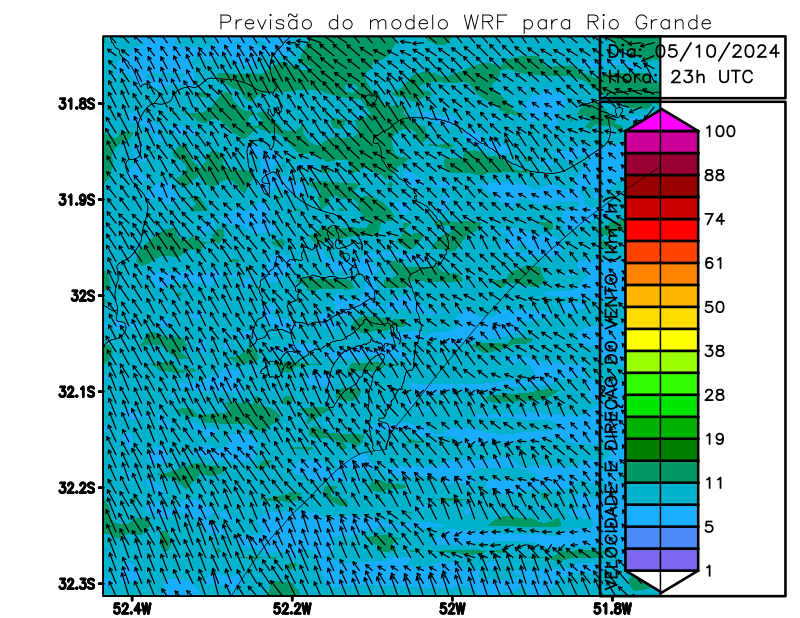 Previsão do modelo WRF para Rio Grande
Dia: 05/10/2024
Hora: 23h UTC
31.8S
31.9S
32S
32.1S
32.2S
32.3S
52.4W
52.2W
52W
51.8W
VELOCIDADE E DIREÇÃO DO VENTO (km/h)
100
88
74
61
50
38
28
19
11
5
1